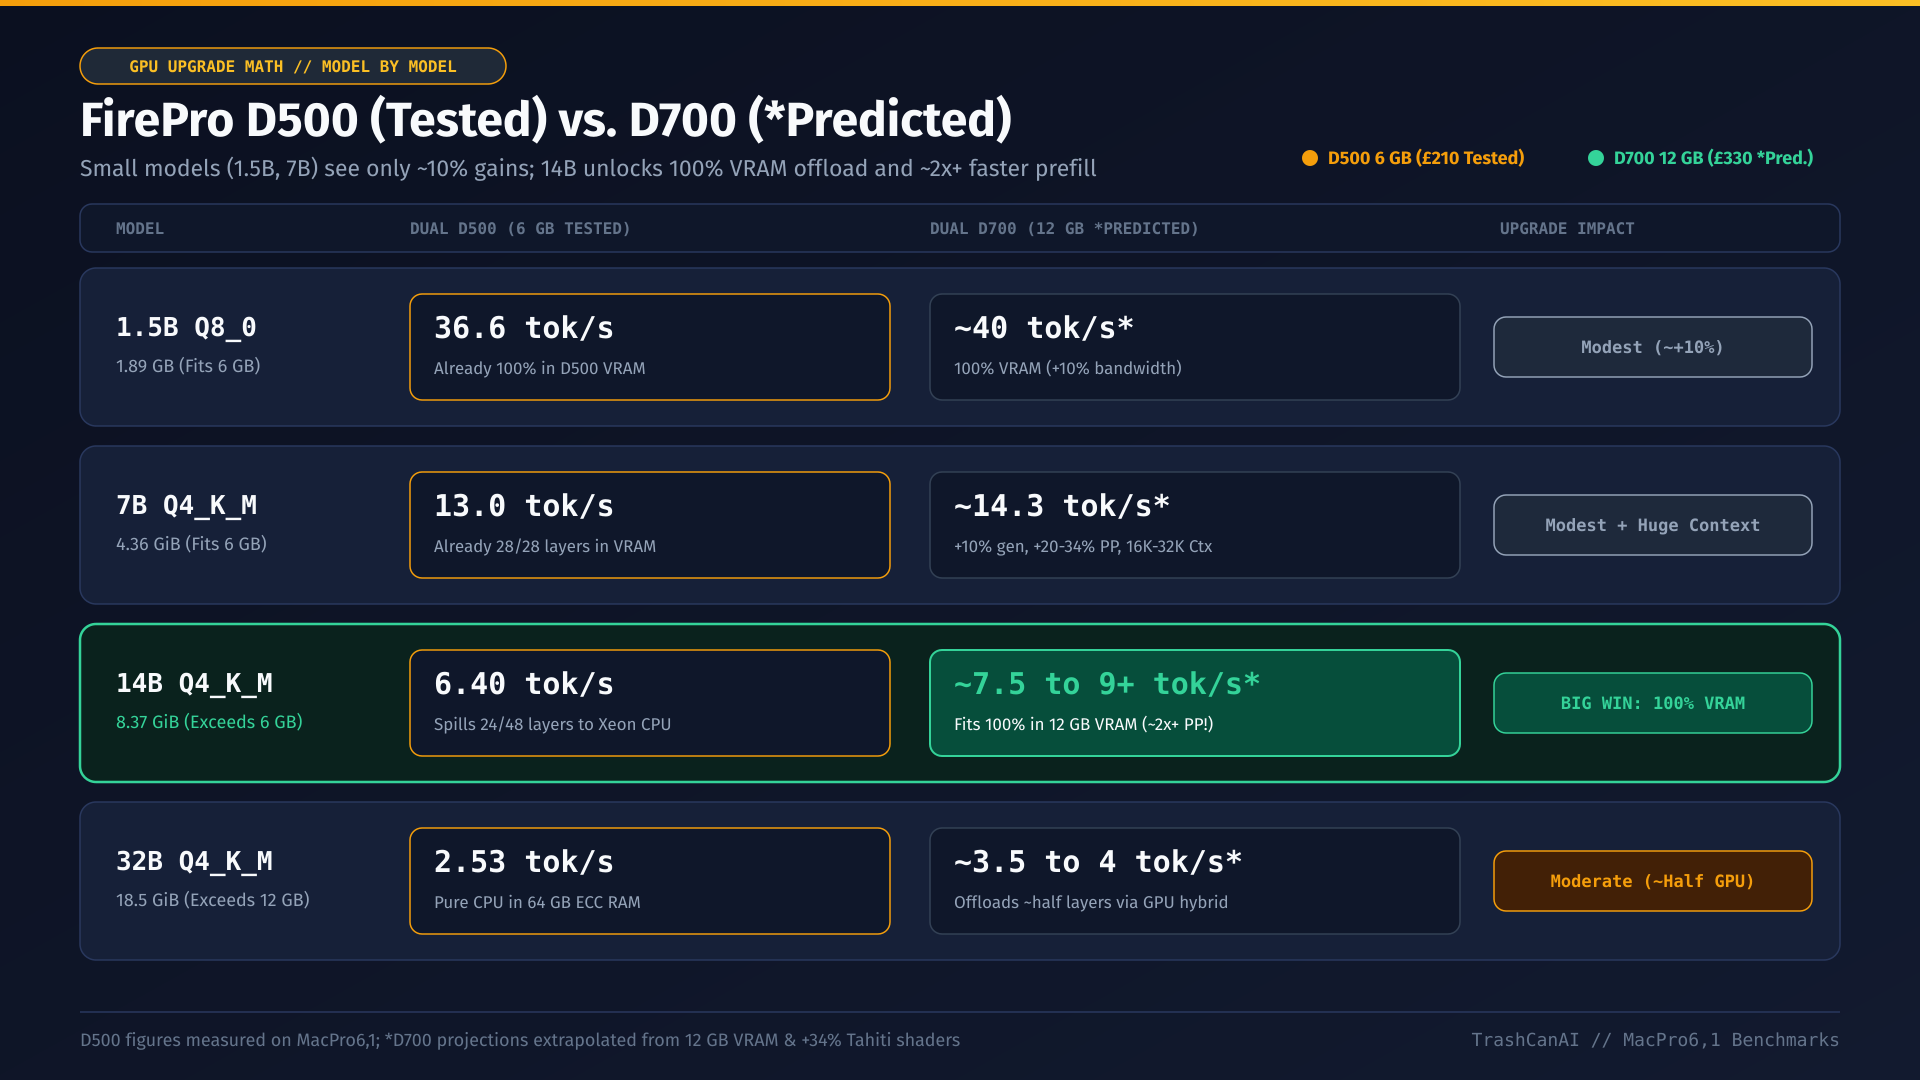 GPU UPGRADE MATH // MODEL BY MODEL
FirePro D500 (Tested) vs. D700 (*Predicted)
Small models (1.5B, 7B) see only ~10% gains; 14B unlocks 100% VRAM offload and ~2x+ faster prefill
D500 6 GB (£210 Tested)
D700 12 GB (£330 *Pred.)
MODEL
DUAL D500 (6 GB TESTED)
DUAL D700 (12 GB *PREDICTED)
UPGRADE IMPACT
1.5B Q8_0
1.89 GB (Fits 6 GB)
36.6 tok/s
Already 100% in D500 VRAM
~40 tok/s*
100% VRAM (+10% bandwidth)
Modest (~+10%)
7B Q4_K_M
4.36 GiB (Fits 6 GB)
13.0 tok/s
Already 28/28 layers in VRAM
~14.3 tok/s*
+10% gen, +20-34% PP, 16K-32K Ctx
Modest + Huge Context
14B Q4_K_M
8.37 GiB (Exceeds 6 GB)
6.40 tok/s
Spills 24/48 layers to Xeon CPU
~7.5 to 9+ tok/s*
Fits 100% in 12 GB VRAM (~2x+ PP!)
BIG WIN: 100% VRAM
32B Q4_K_M
18.5 GiB (Exceeds 12 GB)
2.53 tok/s
Pure CPU in 64 GB ECC RAM
~3.5 to 4 tok/s*
Offloads ~half layers via GPU hybrid
Moderate (~Half GPU)
D500 figures measured on MacPro6,1; *D700 projections extrapolated from 12 GB VRAM & +34% Tahiti shaders
TrashCanAI // MacPro6,1 Benchmarks